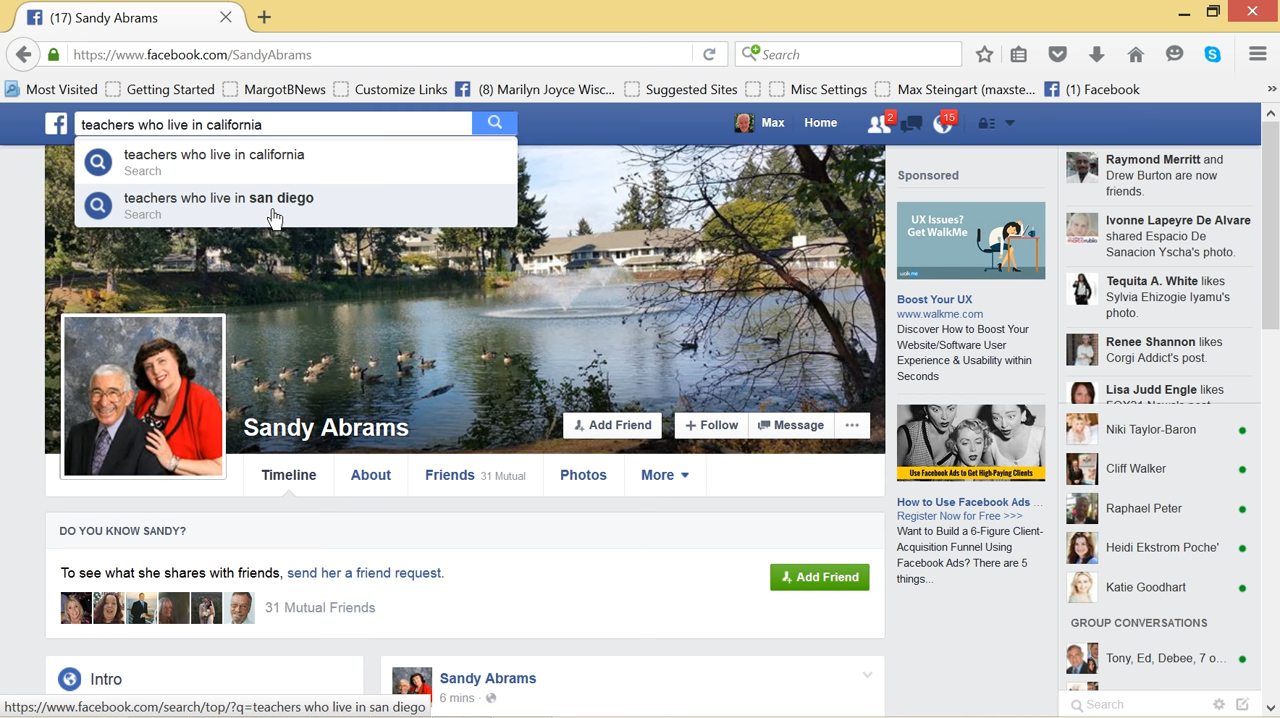 (17) Sandy Abrams
https://www.facebook.com/SandyAbrams
Search
Most Visited
Getting Started
MargotBNews
Customize Links
(8) Marilyn Joyce Wisc...
Suggested Sites
Misc Settings
Max Steingart (maxste...
(1) Facebook
»
teachers who live in california
Max
Home
2
15
teachers who live in california
Search
teachers who live in san diego
Search
Sandy Abrams
Add Friend
Follow
Message
Timeline
About
Friends 31 Mutual
Photos
More
DO YOU KNOW SANDY?
To see what she shares with friends, send her a friend request.
Add Friend
31 Mutual Friends
Intro
Sandy Abrams
6 mins
https://www.facebook.com/search/top/?q=teachers who live in san diego
Sponsored
UX Issues?
Get WalkMe
walkme
Boost Your UX
www.walkme.com
Discover How to Boost Your
Website/Software User
Experience & Usability within
Seconds
Use Facebook Ads to Get High-Paying Clients
How to Use Facebook Ads ...
Register Now for Free >>>
Want to Build a 6-Figure Client-
Acquisition Funnel Using
Facebook Ads? There are 5
things...
Raymond Merritt and
Drew Burton are now
friends.
Ivonne Lapeyre De Alvare
shared Espacio De
Sanacion Yscha's photo.
Tequita A. White likes
Sylvia Ehizogie Iyamu's
photo.
Renee Shannon likes
Corgi Addict's post.
Lisa Judd Engle likes
Niki Taylor-Baron
Cliff Walker
Raphael Peter
Heidi Ekstrom Poche'
Katie Goodhart
GROUP CONVERSATIONS
Tony, Ed, Debee, 7 o...
Search